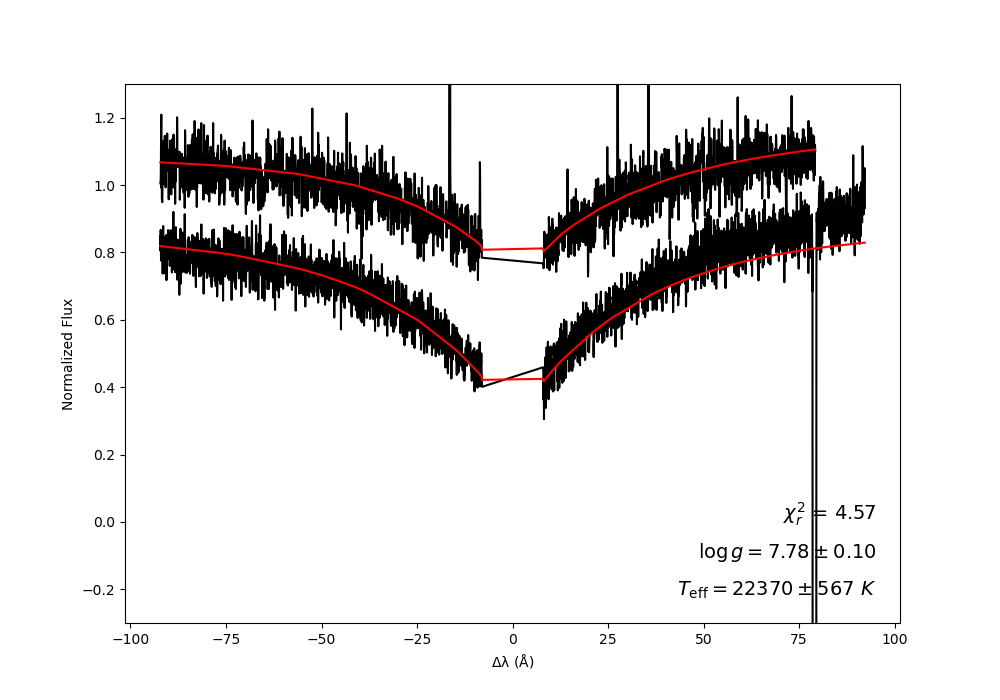 1.2
1.0
0.8
0.6
0.4
0.2
0.0
−0.2
Normalized Flux
χ²ᵣ = 4.57
log g = 7.78 ± 0.10
T_eff = 22370 ± 567 K
−100 −75 −50 −25 0 25 50 75 100
Δλ (Å)